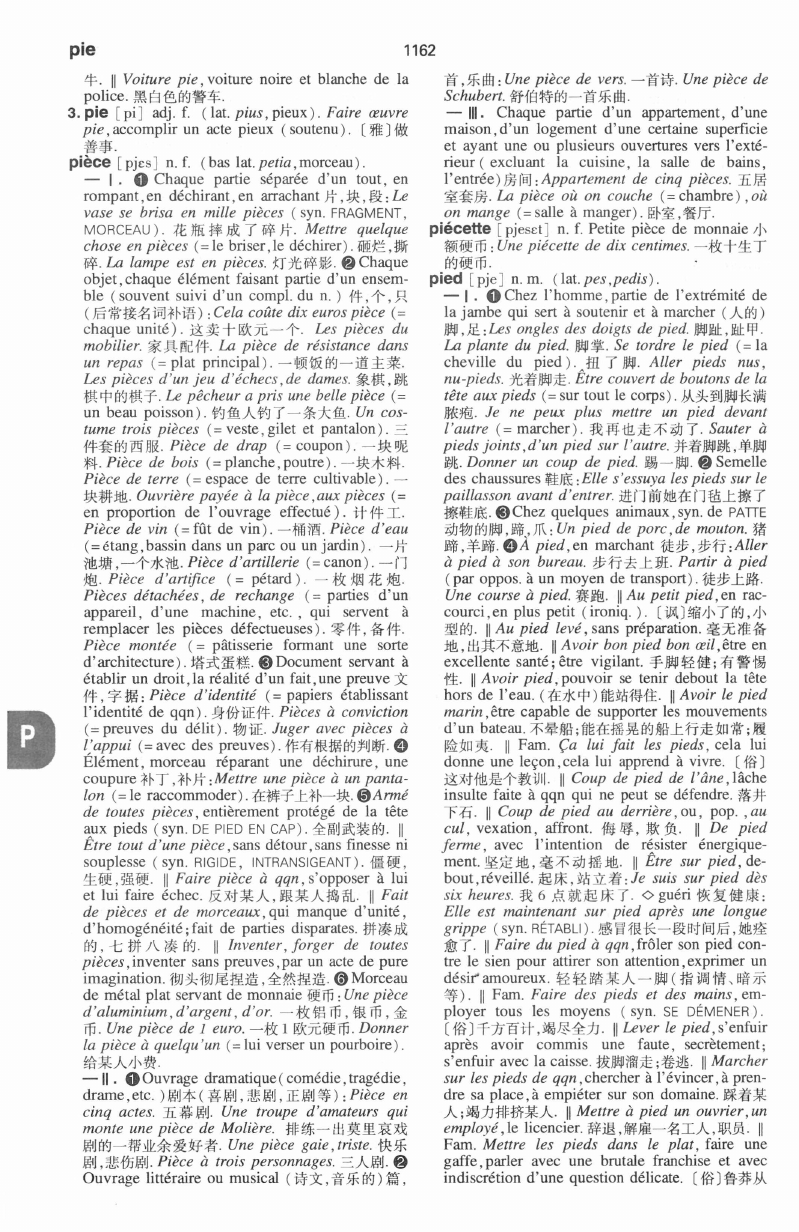 pie
1162
牛. ‖ Voiture pie, voiture noire et blanche de la
police. 黑白色的警车.
3. pie [pi] adj. f. (lat. pius, pieux). Faire œuvre
pie, accomplir un acte pieux (soutenu). 〔雅〕做
善事.
pièce [pjɛs] n. f. (bas lat. petia, morceau).
— Ⅰ. ❶ Chaque partie séparée d'un tout, en
rompant, en déchirant, en arrachant 片,块,段: Le
vase se brisa en mille pièces (syn. FRAGMENT,
MORCEAU). 花瓶摔成了碎片. Mettre quelque
chose en pièces (= le briser, le déchirer). 砸烂,撕
碎. La lampe est en pièces. 灯光碎影. ❷ Chaque
objet, chaque élément faisant partie d'un ensem-
ble (souvent suivi d'un compl. du n.) 件,个,只
(后常接名词补语): Cela coûte dix euros pièce (=
chaque unité). 这卖十欧元一个. Les pièces du
mobilier. 家具配件. La pièce de résistance dans
un repas (= plat principal). 一顿饭的一道主菜.
Les pièces d'un jeu d'échecs, de dames. 象棋,跳
棋中的棋子. Le pêcheur a pris une belle pièce (=
un beau poisson). 钓鱼人钓了一条大鱼. Un cos-
tume trois pièces (= veste, gilet et pantalon). 三
件套的西服. Pièce de drap (= coupon). 一块呢
料. Pièce de bois (= planche, poutre). 一块木料.
Pièce de terre (= espace de terre cultivable). 一
块耕地. Ouvrière payée à la pièce, aux pièces (=
en proportion de l'ouvrage effectué). 计件工.
Pièce de vin (= fût de vin). 一桶酒. Pièce d'eau
(= étang, bassin dans un parc ou un jardin). 一片
池塘,一个水池. Pièce d'artillerie (= canon). 一门
炮. Pièce d'artifice (= pétard). 一枚烟花炮.
Pièces détachées, de rechange (= parties d'un
appareil, d'une machine, etc., qui servent à
remplacer les pièces défectueuses). 零件,备件.
Pièce montée (= pâtisserie formant une sorte
d'architecture). 塔式蛋糕. ❸ Document servant à
établir un droit, la réalité d'un fait, une preuve 文
件,字据: Pièce d'identité (= papiers établissant
l'identité de qqn). 身份证件. Pièces à conviction
(= preuves du délit). 物证. Juger avec pièces à
l'appui (= avec des preuves). 作有根据的判断. ❹
Élément, morceau réparant une déchirure, une
coupure 补丁,补片: Mettre une pièce à un panta-
lon (= le raccommoder). 在裤子上补一块. ❺ Armé
de toutes pièces, entièrement protégé de la tête
aux pieds (syn. DE PIED EN CAP). 全副武装的. ‖
Être tout d'une pièce, sans détour, sans finesse ni
souplesse (syn. RIGIDE, INTRANSIGEANT). 僵硬,
生硬,强硬. ‖ Faire pièce à qqn, s'opposer à lui
et lui faire échec. 反对某人,跟某人捣乱. ‖ Fait
de pièces et de morceaux, qui manque d'unité,
d'homogénéité; fait de parties disparates. 拼凑成
的, 七拼八凑的. ‖ Inventer, forger de toutes
pièces, inventer sans preuves, par un acte de pure
imagination. 彻头彻尾捏造,全然捏造. ❻ Morceau
de métal plat servant de monnaie 硬币: Une pièce
d'aluminium, d'argent, d'or. 一枚铝币, 银币, 金
币. Une pièce de 1 euro. 一枚1欧元硬币. Donner
la pièce à quelqu'un (= lui verser un pourboire).
给某人小费.
— Ⅱ. ❶ Ouvrage dramatique (comédie, tragédie,
drame, etc.) 剧本(喜剧,悲剧,正剧等): Pièce en
cinq actes. 五幕剧. Une troupe d'amateurs qui
monte une pièce de Molière. 排练一出莫里哀戏
剧的一帮业余爱好者. Une pièce gaie, triste. 快乐
剧,悲伤剧. Pièce à trois personnages. 三人剧. ❷
Ouvrage littéraire ou musical (诗文,音乐的)篇,
首,乐曲: Une pièce de vers. 一首诗. Une pièce de
Schubert. 舒伯特的一首乐曲.
— Ⅲ. Chaque partie d'un appartement, d'une
maison, d'un logement d'une certaine superficie
et ayant une ou plusieurs ouvertures vers l'exté-
rieur (excluant la cuisine, la salle de bains,
l'entrée) 房间: Appartement de cinq pièces. 五居
室套房. La pièce où on couche (= chambre), où
on mange (= salle à manger). 卧室,餐厅.
piécette [pjesɛt] n. f. Petite pièce de monnaie 小
额硬币: Une piécette de dix centimes. 一枚十生丁
的硬币.
pied [pje] n. m. (lat. pes, pedis).
— Ⅰ. ❶ Chez l'homme, partie de l'extrémité de
la jambe qui sert à soutenir et à marcher (人的)
脚,足: Les ongles des doigts de pied. 脚趾,趾甲.
La plante du pied. 脚掌. Se tordre le pied (= la
cheville du pied). 扭了脚. Aller pieds nus,
nu-pieds. 光着脚走. Être couvert de boutons de la
tête aux pieds (= sur tout le corps). 从头到脚长满
脓疱. Je ne peux plus mettre un pied devant
l'autre (= marcher). 我再也走不动了. Sauter à
pieds joints, d'un pied sur l'autre. 并着脚跳,单脚
跳. Donner un coup de pied. 踢一脚. ❷ Semelle
des chaussures 鞋底: Elle s'essuya les pieds sur le
paillasson avant d'entrer. 进门前她在门毡上擦了
擦鞋底. ❸ Chez quelques animaux, syn. de PATTE
动物的脚,蹄,爪: Un pied de porc, de mouton. 猪
蹄,羊蹄. ❹ À pied, en marchant 徒步,步行: Aller
à pied à son bureau. 步行去上班. Partir à pied
(par oppos. à un moyen de transport). 徒步上路.
Une course à pied. 赛跑. ‖ Au petit pied, en rac-
courci, en plus petit (ironiq.). 〔讽〕缩小了的,小
型的. ‖ Au pied levé, sans préparation. 毫无准备
地,出其不意地. ‖ Avoir bon pied bon œil, être en
excellente santé; être vigilant. 手脚轻健;有警惕
性. ‖ Avoir pied, pouvoir se tenir debout la tête
hors de l'eau. (在水中)能站得住. ‖ Avoir le pied
marin, être capable de supporter les mouvements
d'un bateau. 不晕船;能在摇晃的船上行走如常;履
险如夷. ‖ Fam. Ça lui fait les pieds, cela lui
donne une leçon, cela lui apprend à vivre. 〔俗〕
这对他是个教训. ‖ Coup de pied de l'âne, lâche
insulte faite à qqn qui ne peut se défendre. 落井
下石. ‖ Coup de pied au derrière, ou, pop., au
cul, vexation, affront. 侮辱, 欺负. ‖ De pied
ferme, avec l'intention de résister énergique-
ment. 坚定地, 毫不动摇地. ‖ Être sur pied, de-
bout, réveillé. 起床,站立着: Je suis sur pied dès
six heures. 我6点就起床了. ◇ guéri 恢复健康:
Elle est maintenant sur pied après une longue
grippe (syn. RÉTABLI). 感冒很长一段时间后,她痊
愈了. ‖ Faire du pied à qqn, frôler son pied con-
tre le sien pour attirer son attention, exprimer un
désir amoureux. 轻轻踏某人一脚(指调情、暗示
等). ‖ Fam. Faire des pieds et des mains, em-
ployer tous les moyens (syn. SE DÉMENER).
〔俗〕千方百计,竭尽全力. ‖ Lever le pied, s'enfuir
après avoir commis une faute, secrètement;
s'enfuir avec la caisse. 拔脚溜走;卷逃. ‖ Marcher
sur les pieds de qqn, chercher à l'évincer, à pren-
dre sa place, à empiéter sur son domaine. 踩着某
人;竭力排挤某人. ‖ Mettre à pied un ouvrier, un
employé, le licencier. 辞退,解雇一名工人,职员. ‖
Fam. Mettre les pieds dans le plat, faire une
gaffe, parler avec une brutale franchise et avec
indiscrétion d'une question délicate. 〔俗〕鲁莽从
P